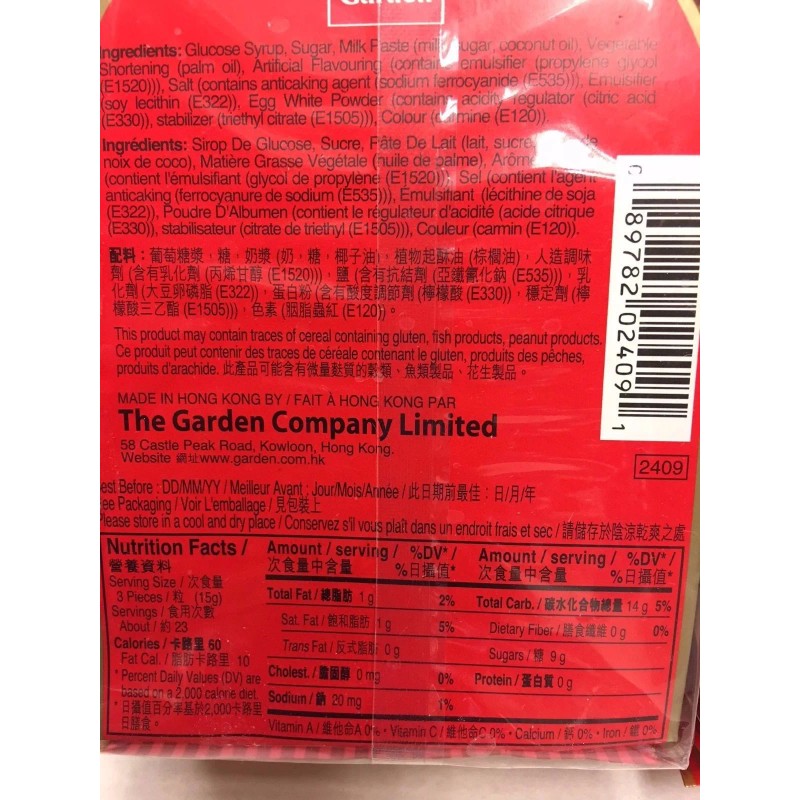 Garden
Ingredients: Glucose Syrup, Sugar, Milk Paste (milk, sugar, coconut oil), Vegetable
Shortening (palm oil), Artificial Flavouring (contains emulsifier (propylene glycol
(E1520))), Salt (contains anticaking agent (sodium ferrocyanide (E535))), Emulsifier
(soy lecithin (E322)), Egg White Powder (contains acidity regulator (citric acid
(E330)), stabilizer (triethyl citrate (E1505))), Colour (carmine (E120)).
Ingrédients: Sirop De Glucose, Sucre, Pâte De Lait (lait, sucre, de
noix de coco), Matière Grasse Végétale (huile de palme), Arôme
(contient l'émulsifiant (glycol de propylène (E1520))), Sel (contient l'agent
anticaking (ferrocyanure de sodium (E535))), Emulsifiant (lécithine de soja
(E322)), Poudre D'Albumen (contient le régulateur d'acidité (acide citrique
(E330)), stabilisateur (citrate de triethyl (E1505))), Couleur (carmin (E120)).
配料：葡萄糖漿，糖，奶漿 (奶，糖，椰子油)，植物起酥油 (棕櫚油)，人造調味
劑 (含有乳化劑 (丙烯甘醇 (E1520)))，鹽 (含有抗結劑 (亞鐵氰化鈉 (E535)))，乳
化劑 (大豆卵磷脂 (E322))，蛋白粉 (含有酸度調節劑 (檸檬酸 (E330))，穩定劑 (檸
檬酸三乙酯 (E1505)))，色素 (胭脂蟲紅 (E120))。
This product may contain traces of cereal containing gluten, fish products, peanut products.
Ce produit peut contenir des traces de céréale contenant le gluten, produits des pêches,
produits d'arachide. 此產品可能含有微量麩質的穀類、魚類製品、花生製品。
MADE IN HONG KONG BY / FAIT À HONG KONG PAR
The Garden Company Limited
58 Castle Peak Road, Kowloon, Hong Kong.
Website 網址www.garden.com.hk
0 89782 02409 1
2409
est Before : DD/MM/YY / Meilleur Avant : Jour/Mois/Année / 此日期前最佳：日/月/年
ee Packaging / Voir L'emballage / 見包裝上
Please store in a cool and dry place / Conservez s'il vous plaît dans un endroit frais et sec / 請儲存於陰涼乾爽之處
Nutrition Facts /
營養資料
Serving Size / 次食量
3 Pieces / 粒 (15g)
Servings / 食用次數
About / 約 23
Calories / 卡路里 60
Fat Cal. / 脂肪卡路里 10
* Percent Daily Values (DV) are
based on a 2,000 calorie diet.
* 日攝值百分率基於2,000卡路里
日膳食。
Amount / serving / %DV* /
次食量中含量 %日攝值*
Total Fat / 總脂肪 1 g 2%
Sat. Fat / 飽和脂肪 1 g 5%
Trans Fat / 反式脂肪 0 g
Cholest. / 膽固醇 0 mg 0%
Sodium / 鈉 20 mg 1%
Amount / serving / %DV* /
次食量中含量 %日攝值*
Total Carb. / 碳水化合物總量 14 g 5%
Dietary Fiber / 膳食纖維 0 g 0%
Sugars / 糖 9 g
Protein / 蛋白質 0 g
Vitamin A / 維他命A 0% • Vitamin C / 維他命C 0% • Calcium / 鈣 0% • Iron / 鐵 0%